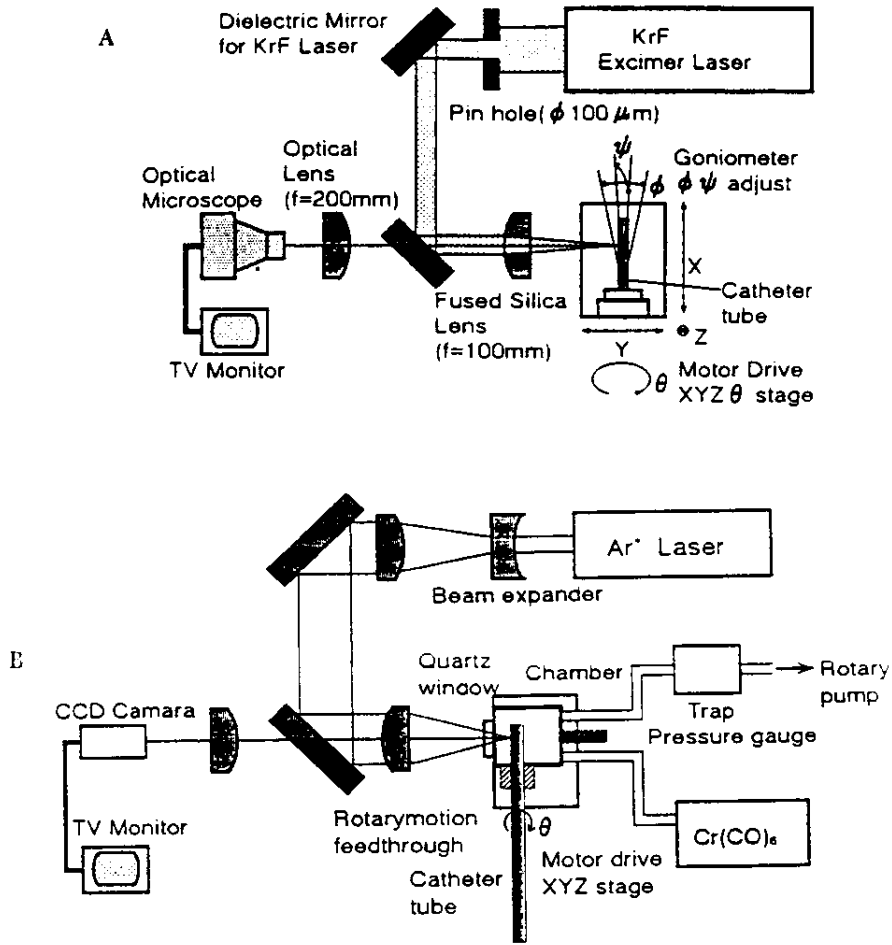 A
Dielectric Mirror
for KrF Laser
KrF
Excimer Laser
Pin hole(ϕ 100 μm)
Optical
Lens
(f=200mm)
Optical
Microscope
ψ
Goniometer
ϕ ϕ ψ adjust
X
Catheter
tube
Fused Silica
Lens
(f=100mm)
TV Monitor
Y
Z
θ Motor Drive
XYZ θ stage
Ar⁺ Laser
Beam expander
B
Quartz
window
Chamber
Rotary
pump
Trap
Pressure gauge
CCD Camara
TV Monitor
Rotarymotion
feedthrough
θ
Cr(CO)₆
Catheter
tube
Motor drive
XYZ stage